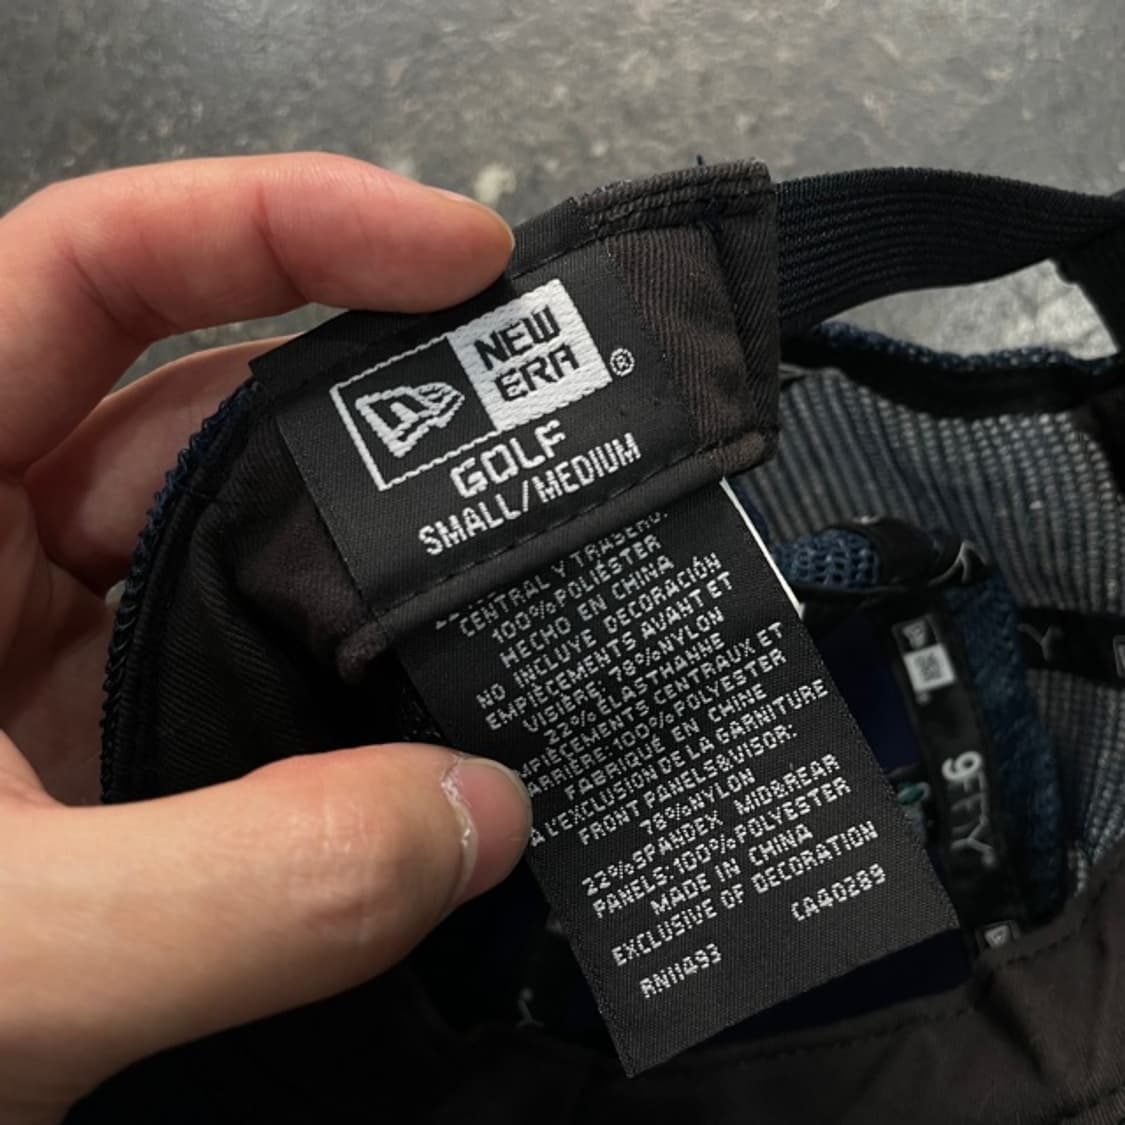 NEW
ERA®
GOLF
SMALL/MEDIUM
CENTRAL Y TRASERO:
100%POLIÉSTER
HECHO EN CHINA
NO INCLUYE DECORACIÓN
EMPIÈCEMENTS AVANT ET
VISIÈRE: 78%NYLON
22% ELASTHANNE
PIÈCEMENTS CENTRAUX ET
ARRIÈRE:100%POLYESTER
FABRIQUÉ EN CHINE
A L'EXCLUSION DE LA GARNITURE
FRONT PANELS&VISOR:
78%NYLON
22%SPANDEX MID&REAR
PANELS:100%POLYESTER
MADE IN CHINA
EXCLUSIVE OF DECORATION
RN11493 CA40289
9FIFTY